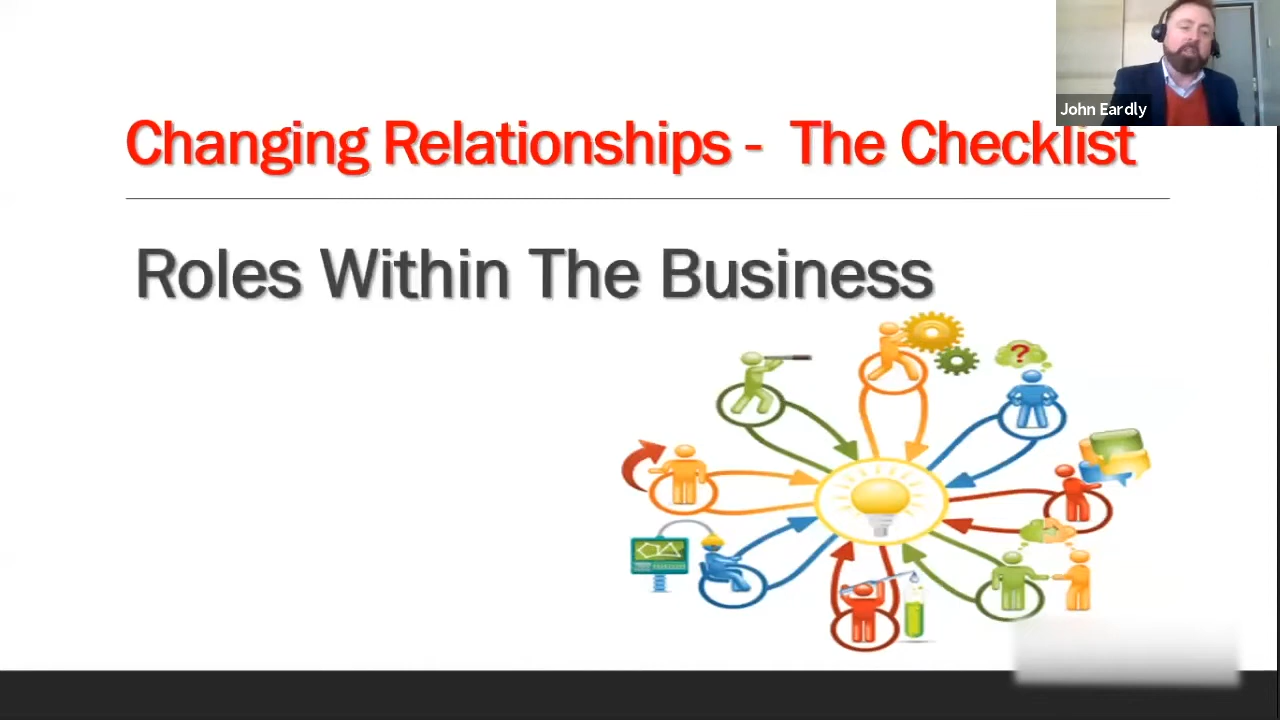 John Eardly
Changing Relationships - The Checklist
Roles Within The Business
?